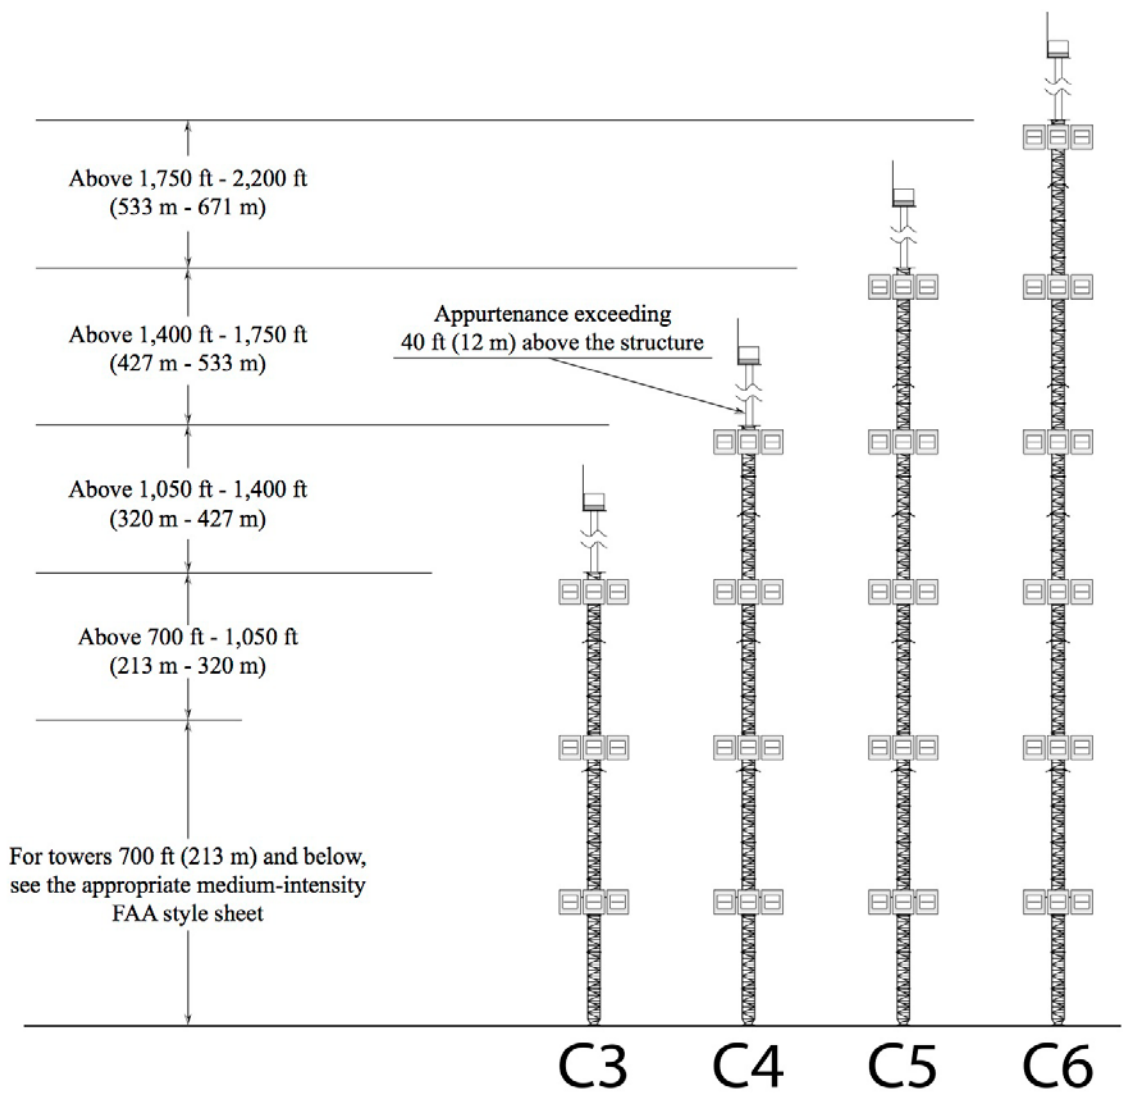 Above 1,750 ft - 2,200 ft
(533 m - 671 m)
Above 1,400 ft - 1,750 ft
(427 m - 533 m)
Appurtenance exceeding
40 ft (12 m) above the structure
Above 1,050 ft - 1,400 ft
(320 m - 427 m)
Above 700 ft - 1,050 ft
(213 m - 320 m)
For towers 700 ft (213 m) and below,
see the appropriate medium-intensity
FAA style sheet
C3 C4 C5 C6